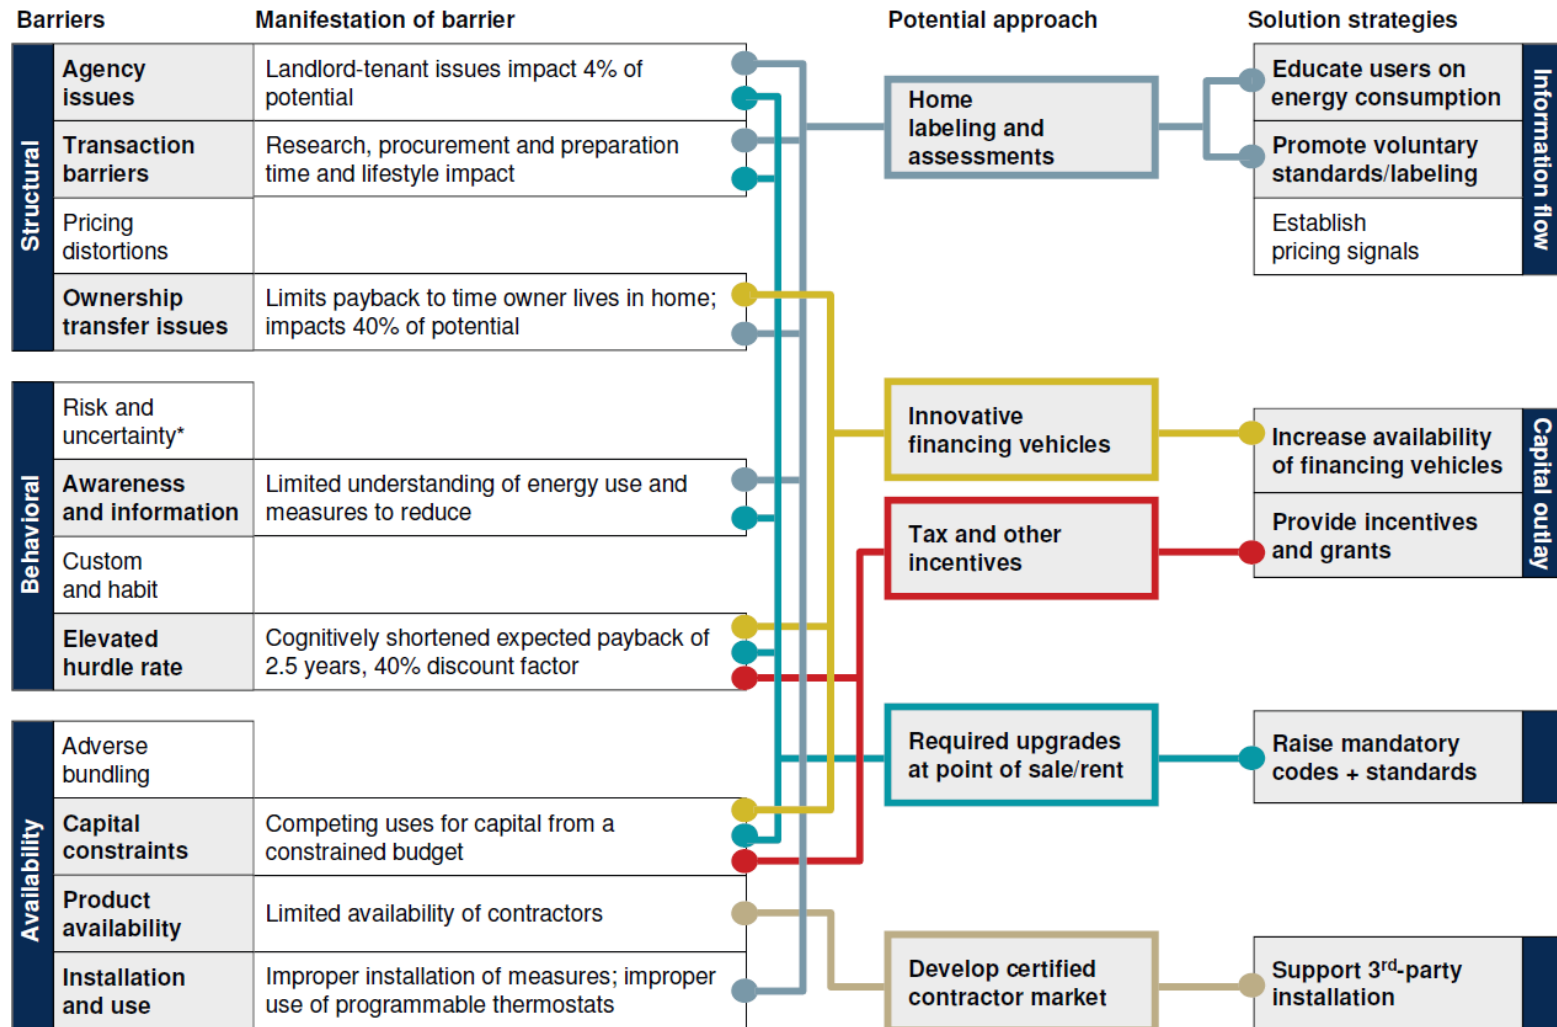 Barriers
Manifestation of barrier
Potential approach
Solution strategies
Structural
Agency
issues
Landlord-tenant issues impact 4% of
potential
Transaction
barriers
Research, procurement and preparation
time and lifestyle impact
Pricing
distortions
Ownership
transfer issues
Limits payback to time owner lives in home;
impacts 40% of potential
Behavioral
Risk and
uncertainty*
Awareness
and information
Limited understanding of energy use and
measures to reduce
Custom
and habit
Elevated
hurdle rate
Cognitively shortened expected payback of
2.5 years, 40% discount factor
Availability
Adverse
bundling
Capital
constraints
Competing uses for capital from a
constrained budget
Product
availability
Limited availability of contractors
Installation
and use
Improper installation of measures; improper
use of programmable thermostats
Home
labeling and
assessments
Innovative
financing vehicles
Tax and other
incentives
Required upgrades
at point of sale/rent
Develop certified
contractor market
Educate users on
energy consumption
Promote voluntary
standards/labeling
Establish
pricing signals
Information flow
Increase availability
of financing vehicles
Provide incentives
and grants
Capital outlay
Raise mandatory
codes + standards
Support 3rd-party
installation